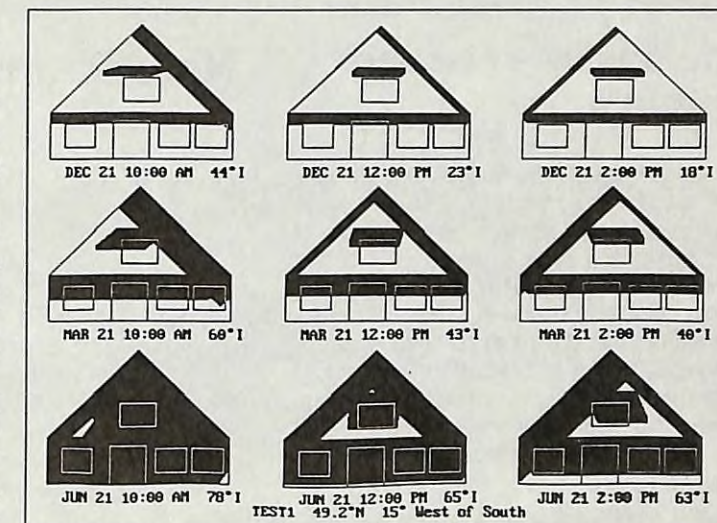 DEC 21 10:00 AM 44°I
DEC 21 12:00 PM 23°I
DEC 21 2:00 PM 18°I
MAR 21 10:00 AM 60°I
MAR 21 12:00 PM 43°I
MAR 21 2:00 PM 40°I
JUN 21 10:00 AM 78°I
JUN 21 12:00 PM 65°I
JUN 21 2:00 PM 63°I
TEST1 49.2°N 15° West of South